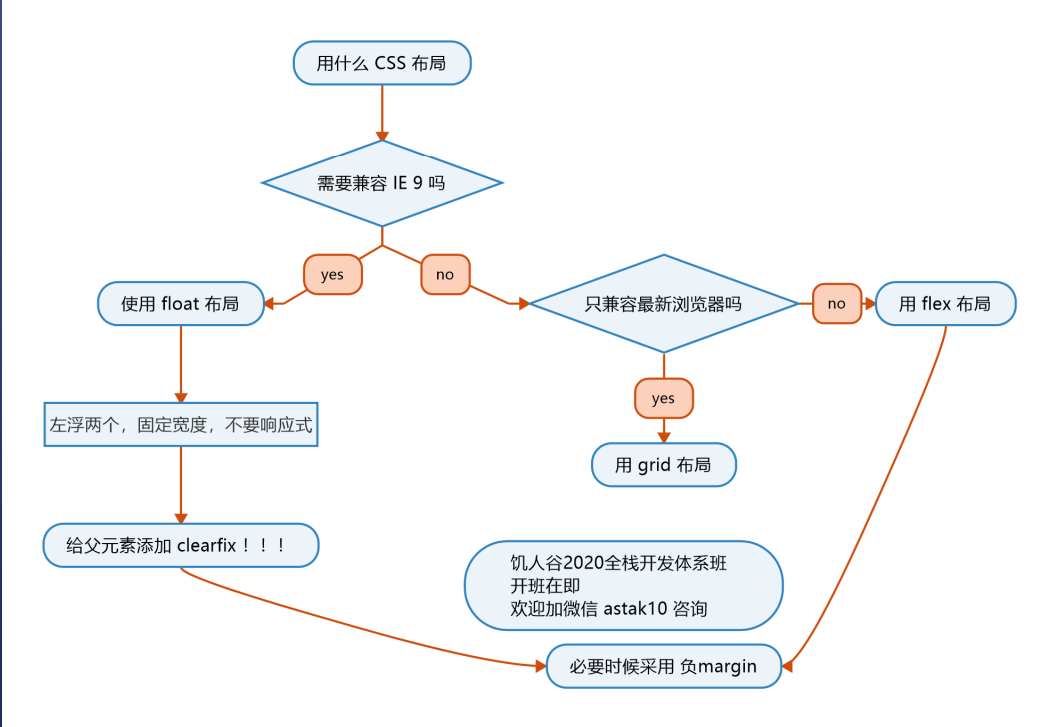 用什么 CSS 布局
需要兼容 IE 9 吗
yes
no
使用 float 布局
只兼容最新浏览器吗
no
用 flex 布局
yes
左浮两个，固定宽度，不要响应式
用 grid 布局
给父元素添加 clearfix！！！
饥人谷2020全栈开发体系班
开班在即
欢迎加微信 astak10 咨询
必要时候采用 负margin